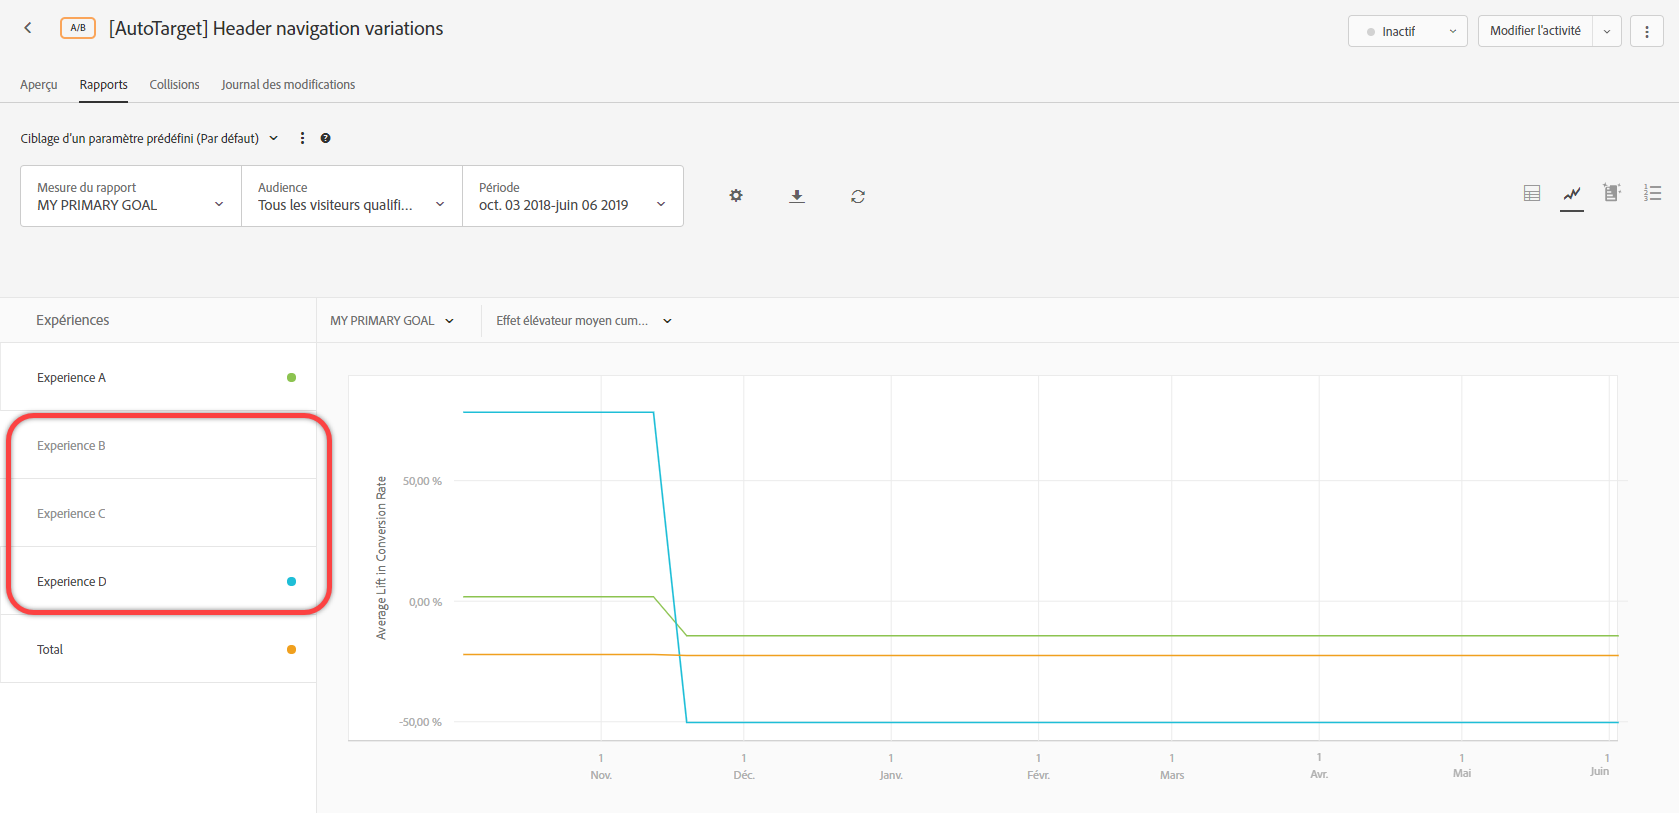 A/B [AutoTarget] Header navigation variations
Inactif
Modifier l'activité
Aperçu Rapports Collisions Journal des modifications
Ciblage d'un paramètre prédéfini (Par défaut)
Mesure du rapport
MY PRIMARY GOAL
Audience
Tous les visiteurs qualifi...
Période
oct. 03 2018-juin 06 2019
1
2
3
Expériences
MY PRIMARY GOAL
Effet élévateur moyen cum...
Experience A
Experience B
Experience C
Experience D
Total
Average Lift in Conversion Rate
50,00 %
0,00 %
-50,00 %
1
Nov.
1
Déc.
1
Janv.
1
Févr.
1
Mars
1
Avr.
1
Mai
1
Juin